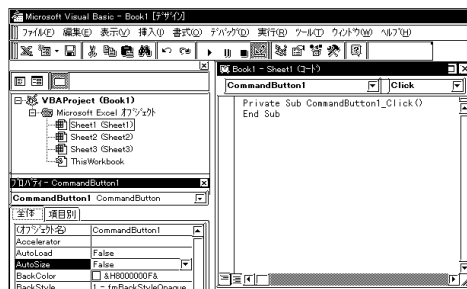 Microsoft Visual Basic - Book1 [デザイン]
ファイル(F) 編集(E) 表示(V) 挿入(I) 書式(O) デバッグ(D) 実行(R) ツール(T) ウィンドウ(W) ヘルプ(H)
VBAProject (Book1)
Microsoft Excel オブジェクト
Sheet1 (Sheet1)
Sheet2 (Sheet2)
Sheet3 (Sheet3)
ThisWorkbook
プロパティ - CommandButton1
CommandButton1 CommandButton
全体 項目別
(オブジェクト名) CommandButton1
Accelerator
AutoLoad False
AutoSize False
BackColor &H8000000F&
BackStyle 1 - fmBackStyleOpaque
Book1 - Sheet1 (コード)
CommandButton1 Click
Private Sub CommandButton1_Click()
End Sub